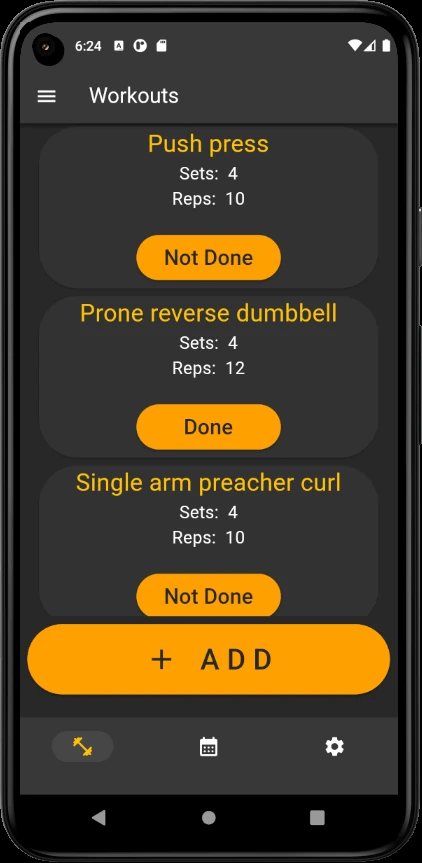 6:24
Workouts
Push press
Sets: 4
Reps: 10
Not Done
Prone reverse dumbbell
Sets: 4
Reps: 12
Done
Single arm preacher curl
Sets: 4
Reps: 10
Not Done
+ ADD